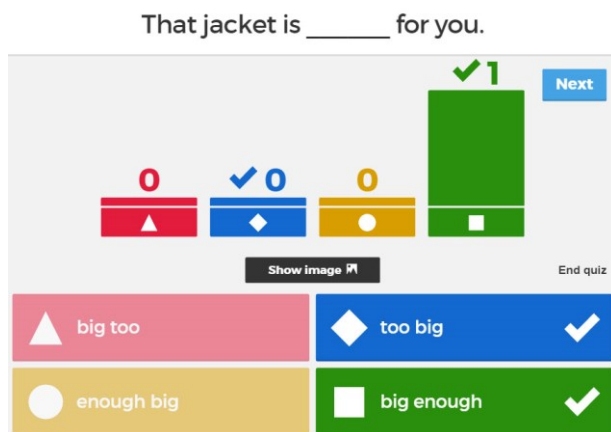 That jacket is ______ for you.
1
Next
0
0
0
Show image
End quiz
big too
too big
enough big
big enough